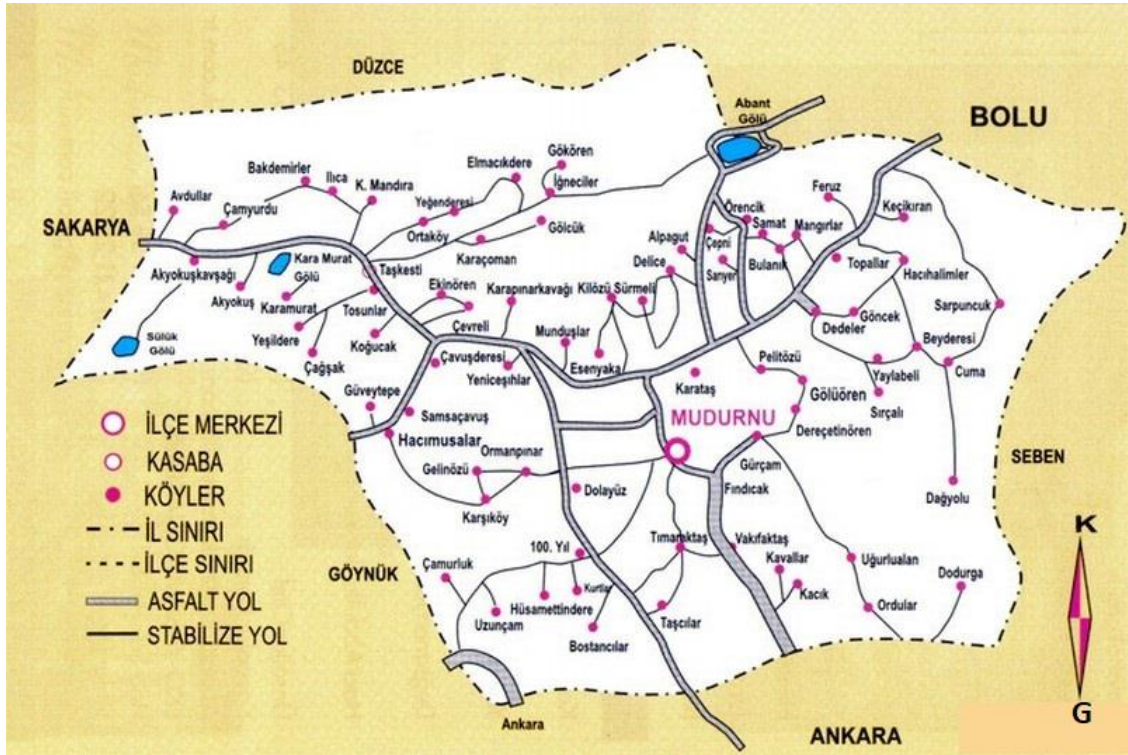 DÜZCE
BOLU
Abant
Gölü
SAKARYA
Avdullar
Bakdemirler
Ilıca
K. Mandıra
Çamyurdu
Elmacıkdere
Gökören
İğneciler
Yeğenderesi
Ortaköy
Gölcük
Karaçoman
Feruz
Keçikıran
Örencik
Samat
Mangırlar
Çepni
Bulanık
Alpagut
Sarıyer
Topallar
Hacıhalimler
Akyokuşkavşağı
Kara Murat
Gölü
Taşkesti
Akyokuş
Karamurat
Tosunlar
Ekinören
Karapınarkavağı
Delice
Kilözü
Sürmeli
Sarpuncuk
Sülük
Gölü
Yeşildere
Çağşak
Koğucak
Çevreli
Munduşlar
Esenyaka
Dedeler
Göncek
Beyderesi
Cuma
Çavuşderesi
Yeniceşıhlar
Pelitözü
Karataş
Gölüören
Yaylabeli
Sırçalı
Güveytepe
Samsaçavuş
Hacımusalar
MUDURNU
Dereçetinören
Gürçam
Fındıcak
Ormanpınar
Gelinözü
Karşıköy
Dolayüz
Dağyolu
SEBEN
İLÇE MERKEZİ
KASABA
KÖYLER
İL SINIRI
İLÇE SINIRI
ASFALT YOL
STABİLİZE YOL
GÖYNÜK
100. Yıl
Tımaraktaş
Vakıfaktaş
Kavallar
Kacık
Uğurlualan
Dodurga
Ordular
Çamurluk
Uzunçam
Hüsamettindere
Kurtlar
Bostancılar
Taşcılar
Ankara
ANKARA
K
G